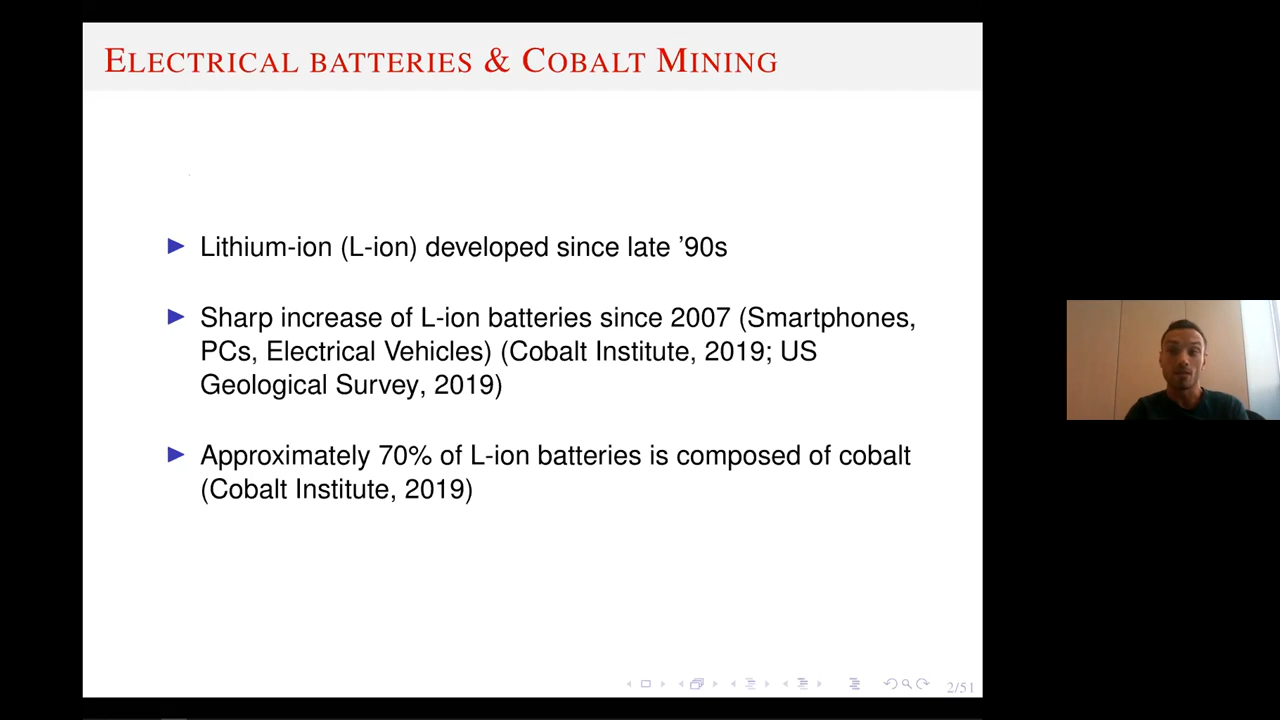 ELECTRICAL BATTERIES & COBALT MINING
Lithium-ion (L-ion) developed since late ’90s
Sharp increase of L-ion batteries since 2007 (Smartphones,
PCs, Electrical Vehicles) (Cobalt Institute, 2019; US
Geological Survey, 2019)
Approximately 70% of L-ion batteries is composed of cobalt
(Cobalt Institute, 2019)
2/51